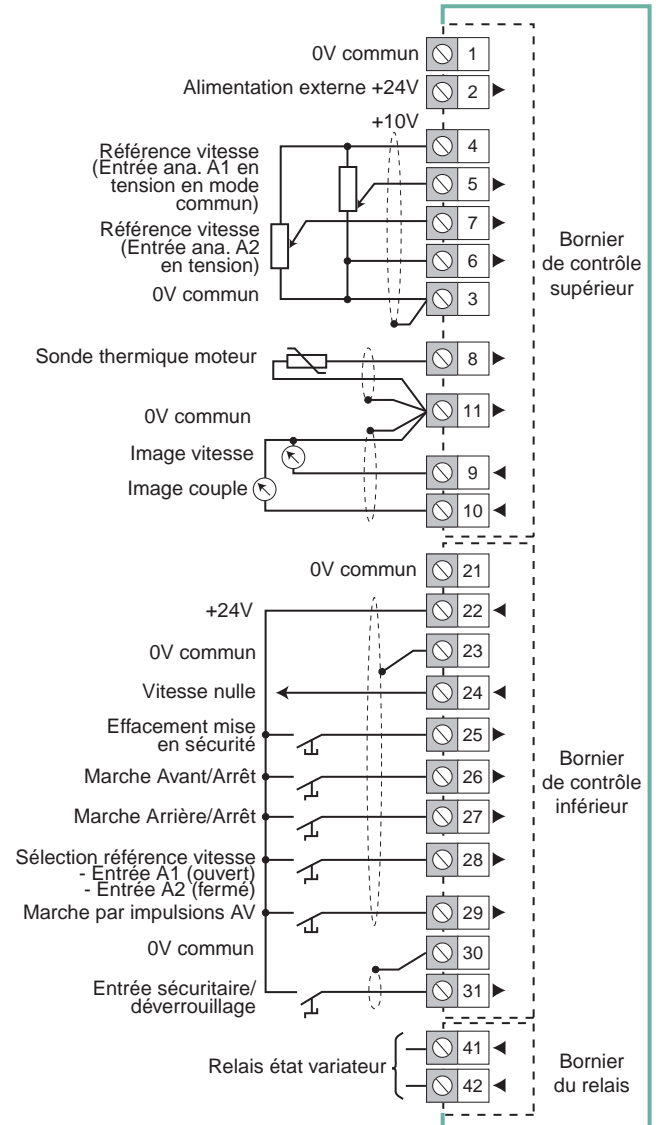 0V commun 1
Alimentation externe +24V 2
+10V
4
Référence vitesse
(Entrée ana. A1 en
tension en mode
commun)
5
7
Référence vitesse
(Entrée ana. A2
en tension)
6
0V commun 3
Bornier
de contrôle
supérieur
Sonde thermique moteur 8
0V commun 11
Image vitesse 9
Image couple 10
0V commun 21
+24V 22
0V commun 23
Vitesse nulle 24
Effacement mise
en sécurité
25
Marche Avant/Arrêt 26
Marche Arrière/Arrêt 27
Sélection référence vitesse
- Entrée A1 (ouvert)
- Entrée A2 (fermé)
28
Marche par impulsions AV 29
0V commun 30
Entrée sécuritaire/
déverrouillage
31
Bornier
de contrôle
inférieur
Relais état variateur
41
42
Bornier
du relais